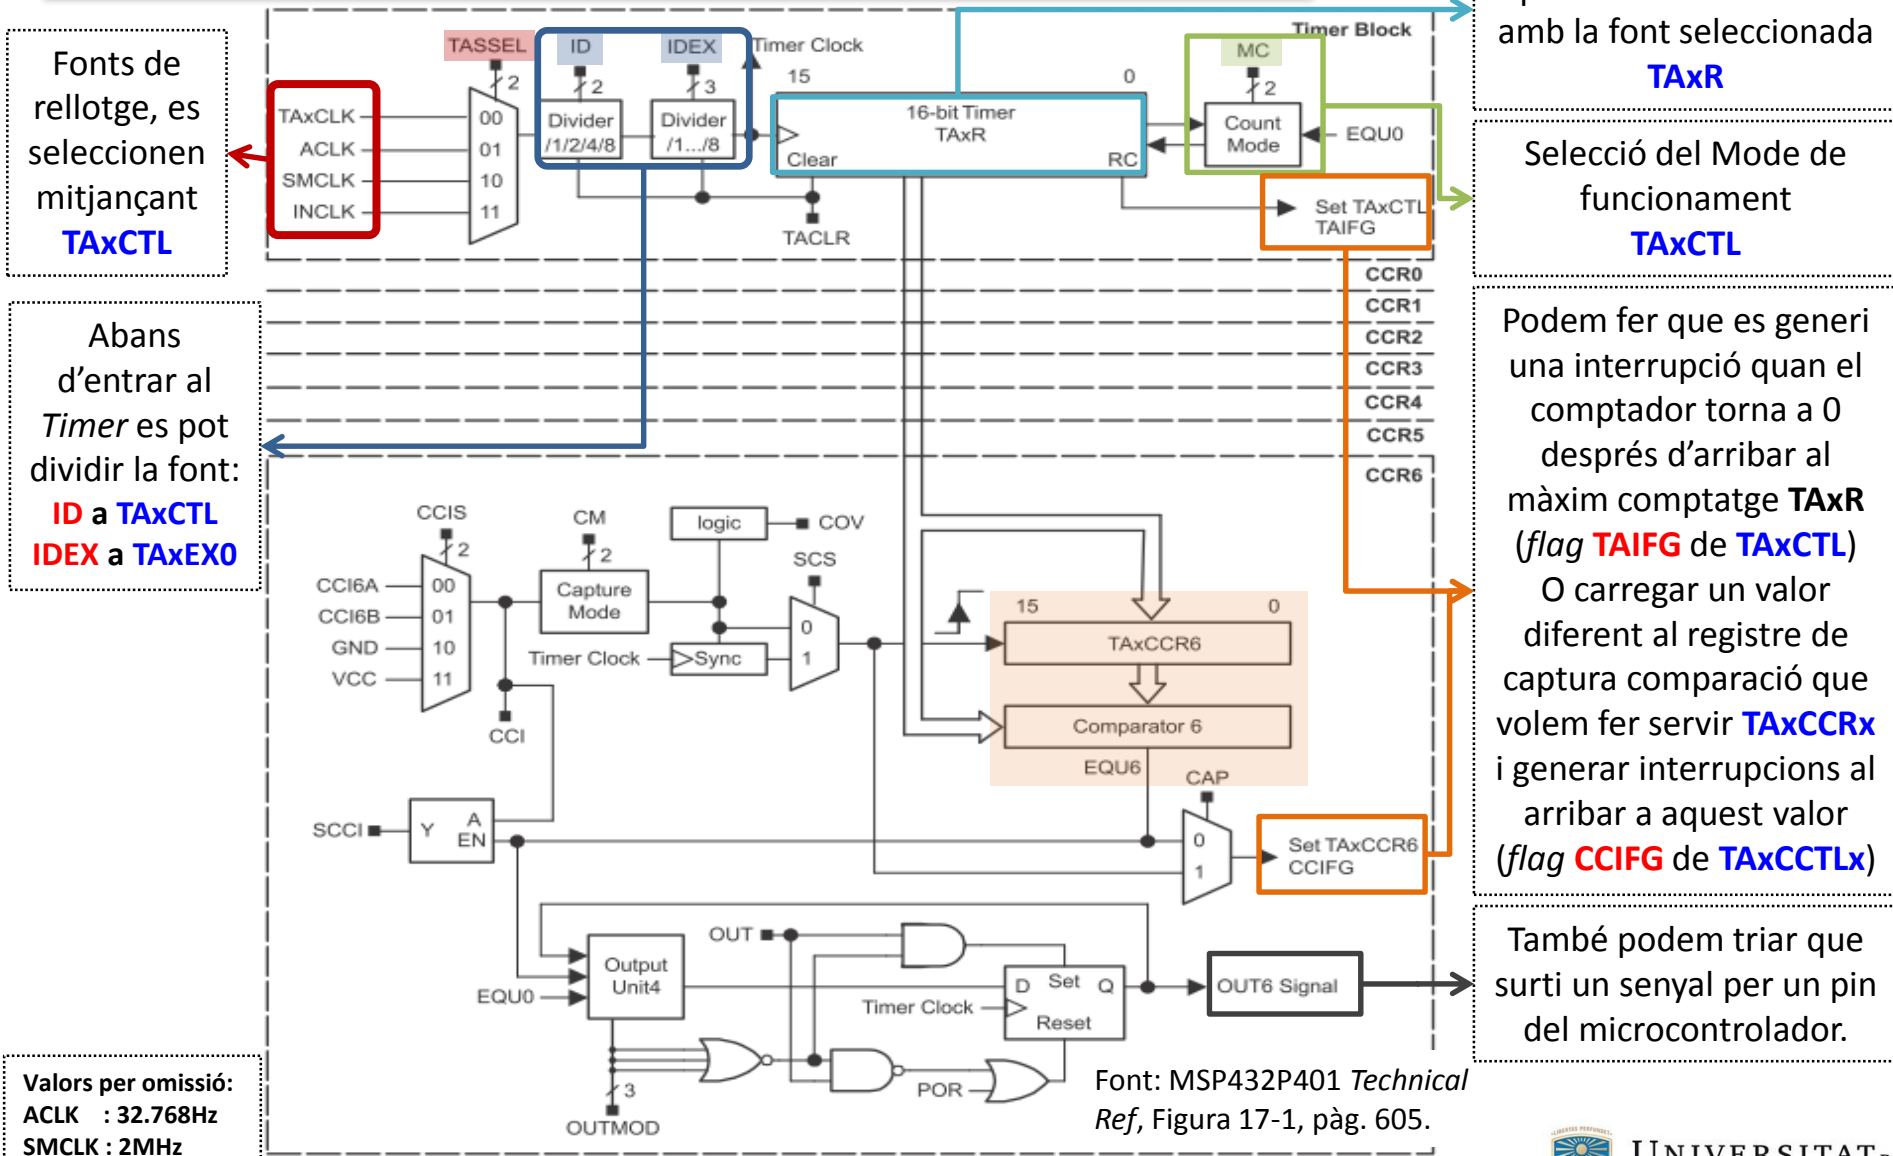 Fonts de
rellotge, es
seleccionen
mitjançant
TAxCTL
Abans
d'entrar al
Timer es pot
dividir la font:
ID a TAxCTL
IDEX a TAxEX0
Valors per omissió:
ACLK : 32.768Hz
SMCLK : 2MHz
Timer Block
TASSEL
ID
IDEX
Timer Clock
MC
2
2
3
15
0
2
TAxCLK
ACLK
SMCLK
INCLK
00
01
10
11
Divider
/1/2/4/8
Divider
/1.../8
16-bit Timer
TAxR
Clear
RC
Count
Mode
EQU0
Set TAxCTL
TAIFG
TACLR
CCR0
CCR1
CCR2
CCR3
CCR4
CCR5
CCR6
CCIS
2
CM
2
logic
COV
SCS
CCI6A
CCI6B
GND
VCC
00
01
10
11
Capture
Mode
Timer Clock
Sync
0
1
CCI
15
0
TAxCCR6
Comparator 6
EQU6
CAP
SCCI
Y
A
EN
0
1
Set TAxCCR6
CCIFG
OUT
Output
Unit4
EQU0
D
Set
Q
Timer Clock
Reset
OUT6 Signal
POR
3
OUTMOD
Font: MSP432P401 Technical
Ref, Figura 17-1, pàg. 605.
amb la font seleccionada
TAxR
Selecció del Mode de
funcionament
TAxCTL
Podem fer que es generi
una interrupció quan el
comptador torna a 0
després d'arribar al
màxim comptatge TAxR
(flag TAIFG de TAxCTL)
O carregar un valor
diferent al registre de
captura comparació que
volem fer servir TAxCCRx
i generar interrupcions al
arribar a aquest valor
(flag CCIFG de TAxCCTLx)
També podem triar que
surti un senyal per un pin
del microcontrolador.
UNIVERSITAT